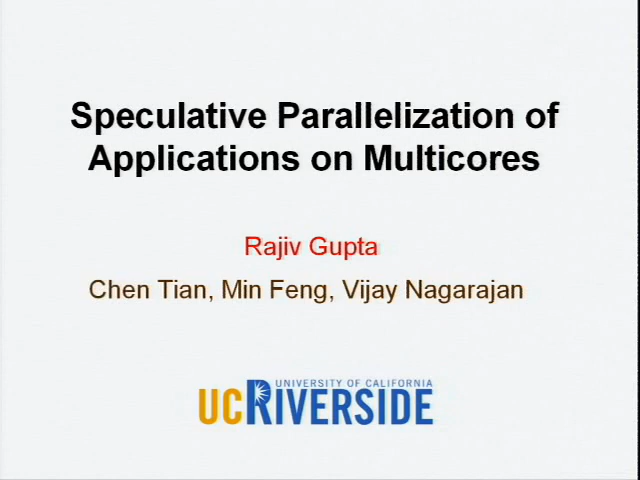 Speculative Parallelization of
Applications on Multicores
Rajiv Gupta
Chen Tian, Min Feng, Vijay Nagarajan
UNIVERSITY OF CALIFORNIA
UCRIVERSIDE